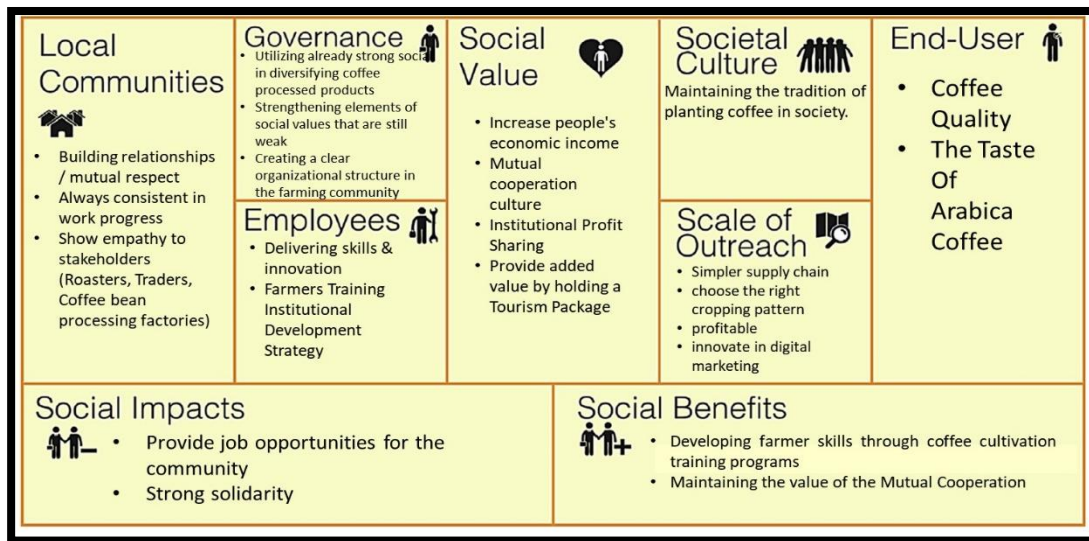 Local
Communities
• Building relationships
/ mutual respect
• Always consistent in
work progress
• Show empathy to
stakeholders
(Roasters, Traders,
Coffee bean
processing factories)
Governance
• Utilizing already strong social
in diversifying coffee
processed products
• Strengthening elements of
social values that are still
weak
• Creating a clear
organizational structure in
the farming community
Employees
• Delivering skills &
innovation
• Farmers Training
Institutional
Development
Strategy
Social
Value
• Increase people's
economic income
• Mutual
cooperation
culture
• Institutional Profit
Sharing
• Provide added
value by holding a
Tourism Package
Societal
Culture
Maintaining the tradition of
planting coffee in society.
Scale of
Outreach
• Simpler supply chain
• choose the right
cropping pattern
• profitable
• innovate in digital
marketing
End-User
• Coffee
Quality
• The Taste
Of
Arabica
Coffee
Social Impacts
• Provide job opportunities for the
community
• Strong solidarity
Social Benefits
• Developing farmer skills through coffee cultivation
training programs
• Maintaining the value of the Mutual Cooperation